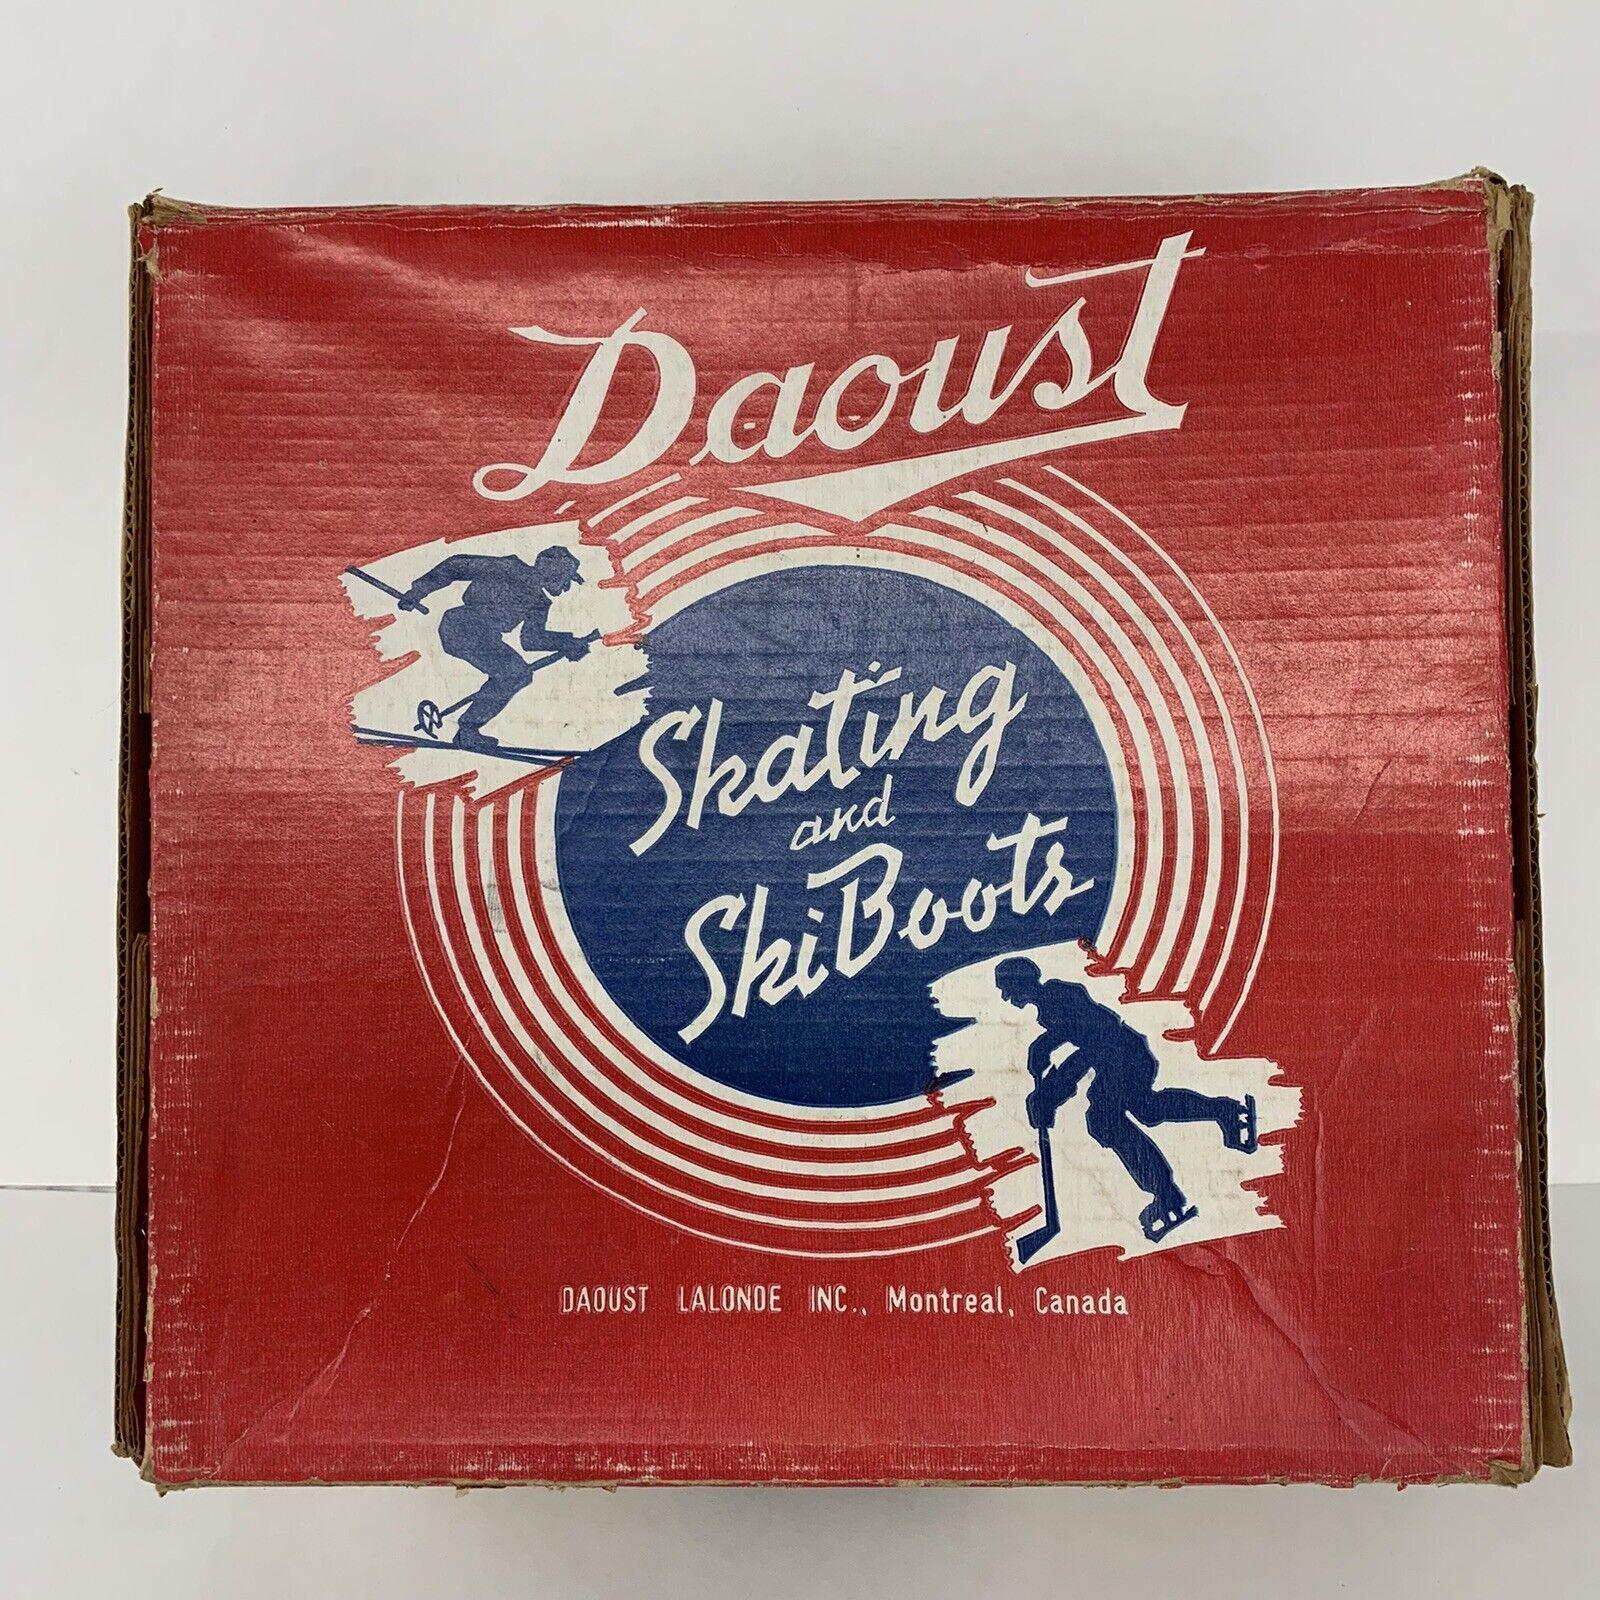 Daoust
Skating
and
Ski Boots
DAOUST LALONDE INC., Montreal, Canada